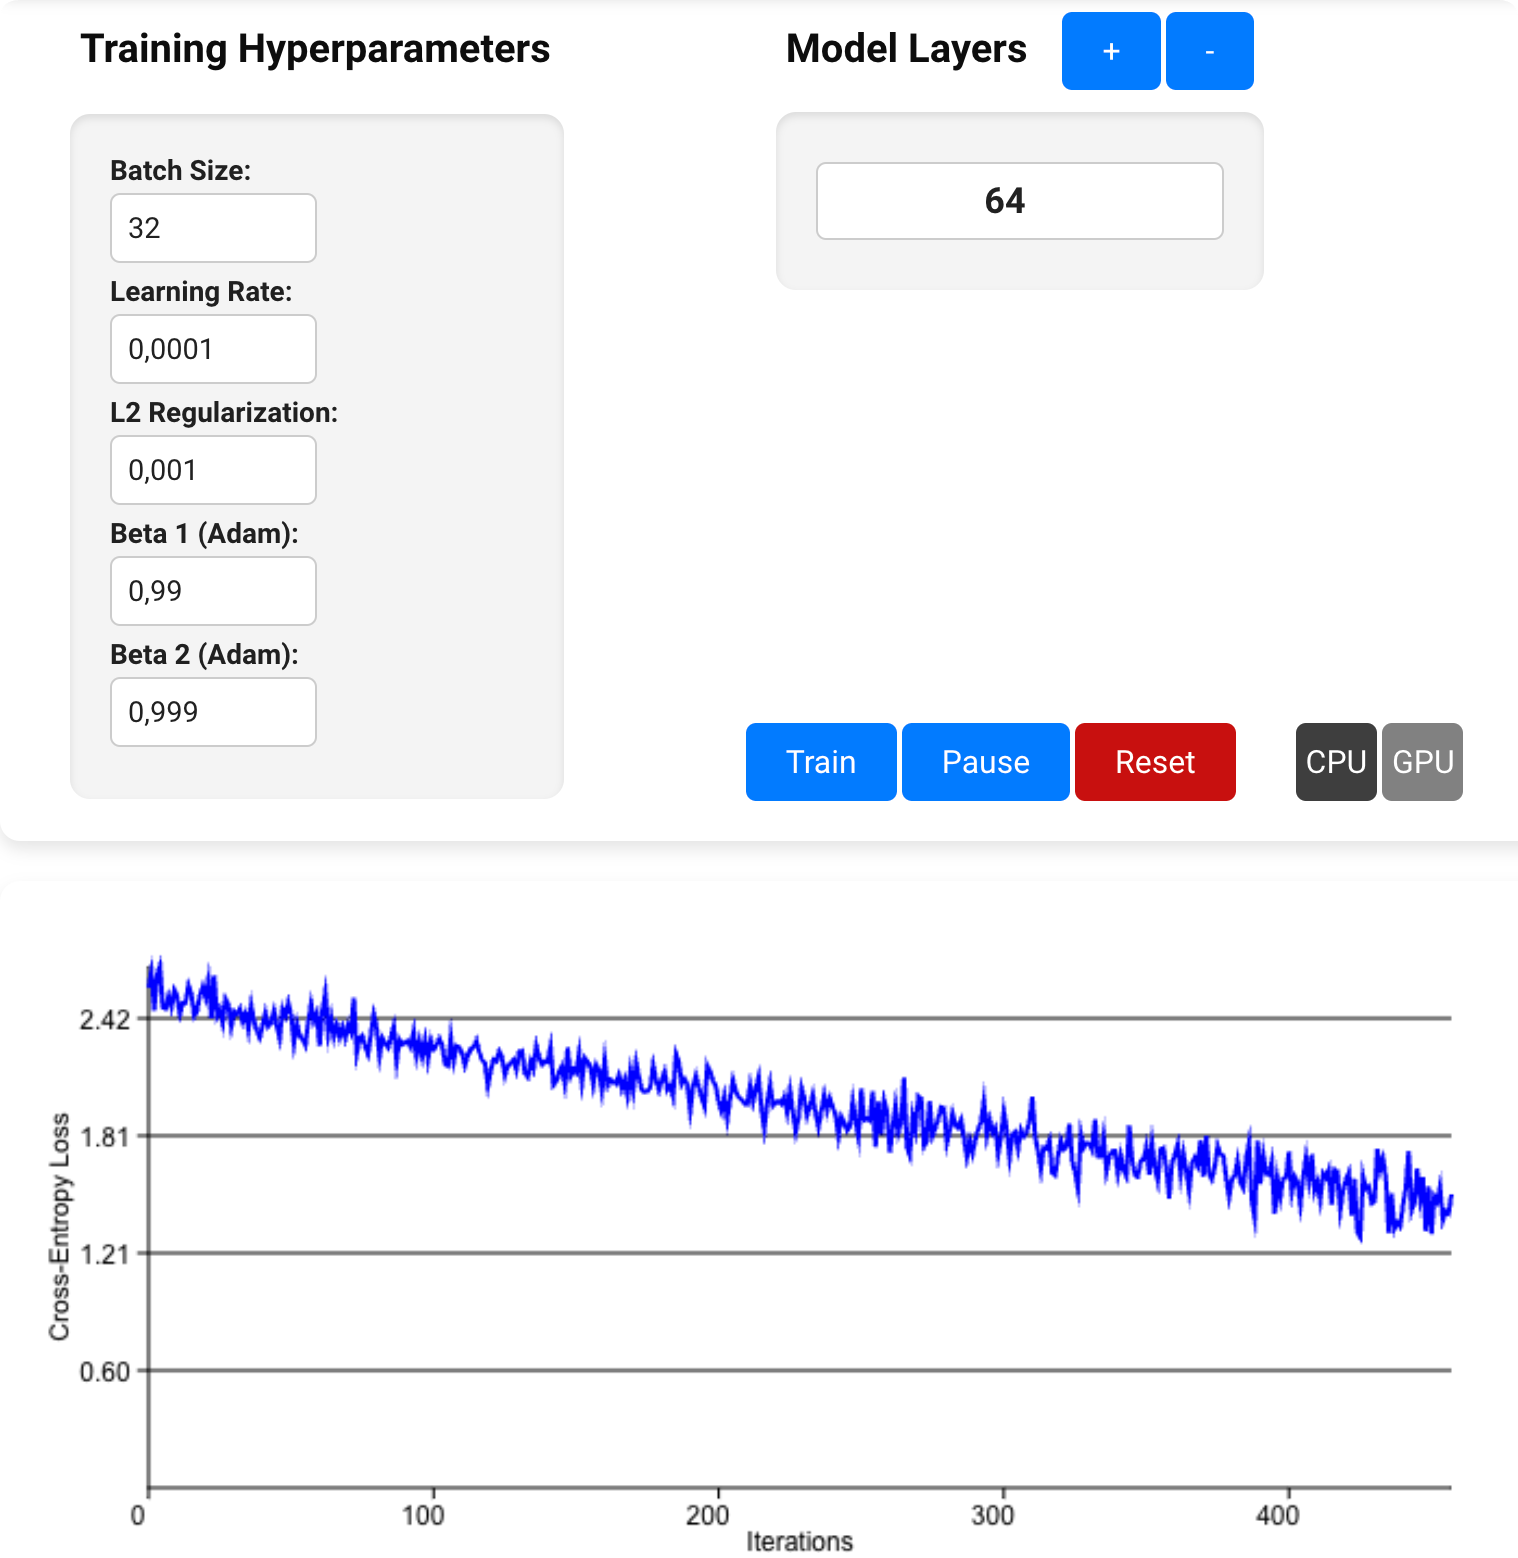 Training Hyperparameters
Batch Size:
32
Learning Rate:
0,0001
L2 Regularization:
0,001
Beta 1 (Adam):
0,99
Beta 2 (Adam):
0,999
Model Layers
+
-
64
Train
Pause
Reset
CPU
GPU
Cross-Entropy Loss
2.42
1.81
1.21
0.60
0
100
200
300
400
Iterations